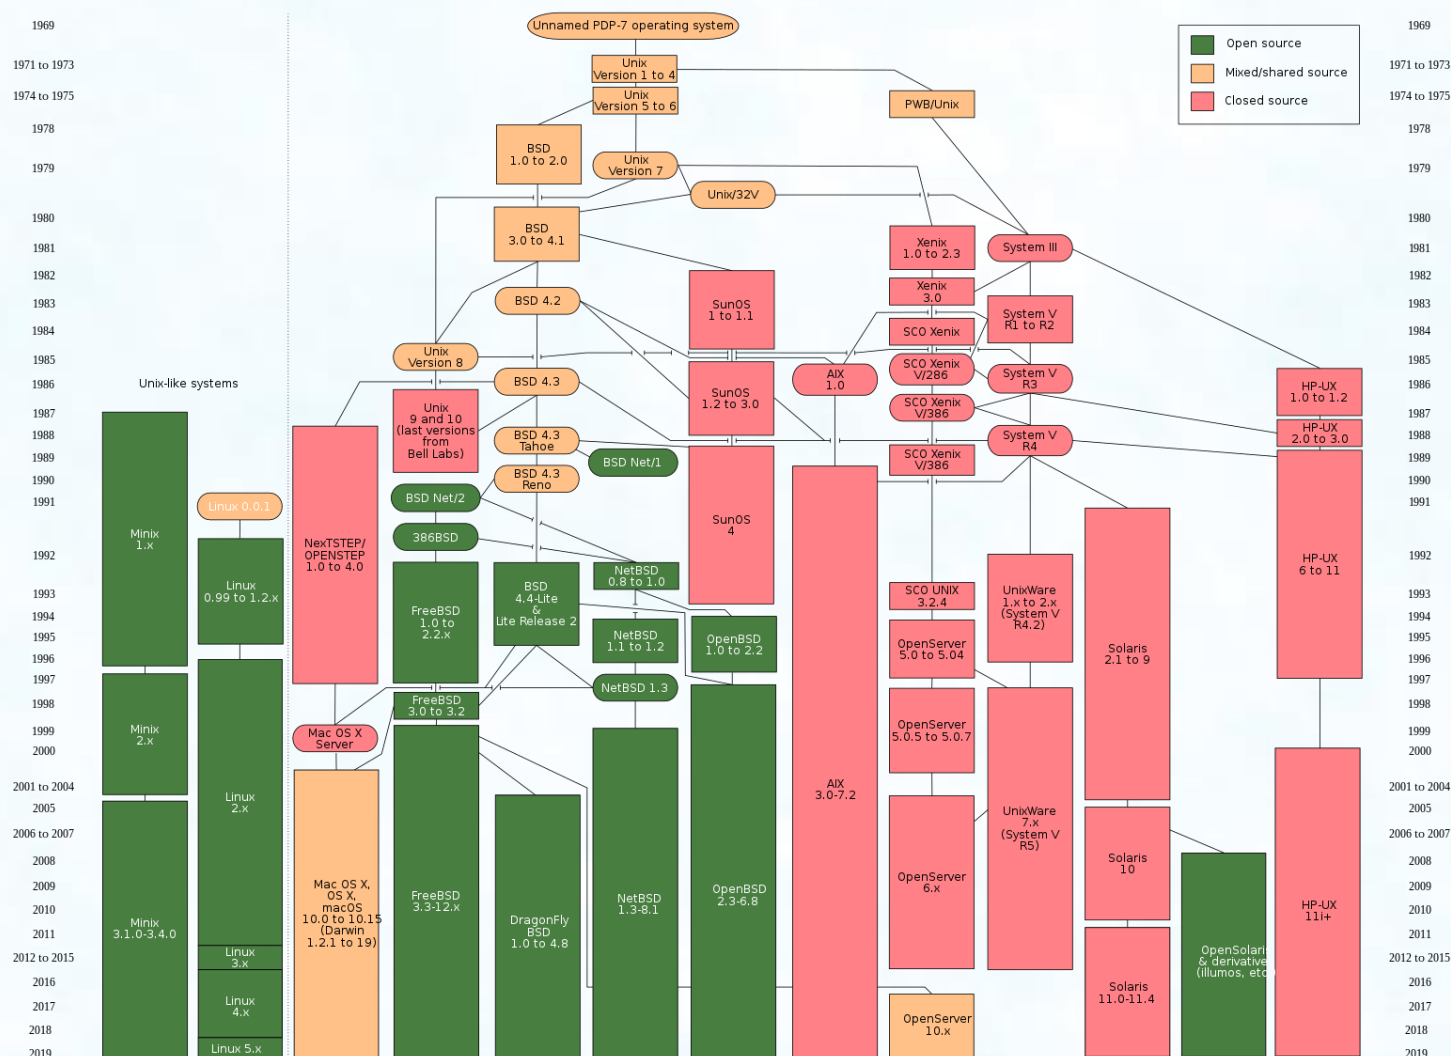 1969
Unnamed PDP-7 operating system
1969
Open source
Mixed/shared source
Closed source
1971 to 1973
Unix
Version 1 to 4
1971 to 1973
1974 to 1975
Unix
Version 5 to 6
PWB/Unix
1974 to 1975
1978
BSD
1.0 to 2.0
1978
1979
Unix
Version 7
Unix/32V
1979
1980
BSD
3.0 to 4.1
1980
1981
Xenix
1.0 to 2.3
System III
1981
1982
1982
1983
BSD 4.2
SunOS
1 to 1.1
Xenix
3.0
System V
R1 to R2
1983
1984
SCO Xenix
1984
1985
Unix
Version 8
SCO Xenix
V/286
1985
Unix-like systems
1986
BSD 4.3
AIX
1.0
System V
R3
1986
SunOS
1.2 to 3.0
HP-UX
1.0 to 1.2
1987
Unix
9 and 10
(last versions
from
Bell Labs)
SCO Xenix
V/386
1987
1988
BSD 4.3
Tahoe
System V
R4
HP-UX
2.0 to 3.0
1988
1989
BSD Net/1
SCO Xenix
V/386
1989
1990
BSD 4.3
Reno
1990
1991
Linux 0.0.1
BSD Net/2
1991
Minix
1.x
NexTSTEP/
OPENSTEP
1.0 to 4.0
386BSD
SunOS
4
1992
HP-UX
6 to 11
1992
1993
Linux
0.99 to 1.2.x
BSD
4.4-Lite
&
Lite Release 2
NetBSD
0.8 to 1.0
SCO UNIX
3.2.4
UnixWare
1.x to 2.x
(System V
R4.2)
1993
1994
FreeBSD
1.0 to
2.2.x
1994
1995
NetBSD
1.1 to 1.2
OpenBSD
1.0 to 2.2
OpenServer
5.0 to 5.04
Solaris
2.1 to 9
1995
1996
1996
1997
NetBSD 1.3
1997
1998
FreeBSD
3.0 to 3.2
1998
1999
Minix
2.x
Mac OS X
Server
OpenServer
5.0.5 to 5.0.7
1999
2000
2000
2001 to 2004
Linux
2.x
AIX
3.0-7.2
2001 to 2004
2005
UnixWare
7.x
(System V
R5)
2005
2006 to 2007
2006 to 2007
2008
Solaris
10
2008
2009
Mac OS X,
OS X,
macOS
10.0 to 10.15
(Darwin
1.2.1 to 19)
FreeBSD
3.3-12.x
NetBSD
1.3-8.1
OpenBSD
2.3-6.8
OpenServer
6.x
2009
2010
HP-UX
11i+
2010
2011
Minix
3.1.0-3.4.0
DragonFly
BSD
1.0 to 4.8
2011
2012 to 2015
Linux
3.x
OpenSolaris
& derivatives
(illumos, etc)
2012 to 2015
2016
Solaris
11.0-11.4
2016
2017
Linux
4.x
2017
2018
OpenServer
10.x
2018
2019
Linux 5.x
2019